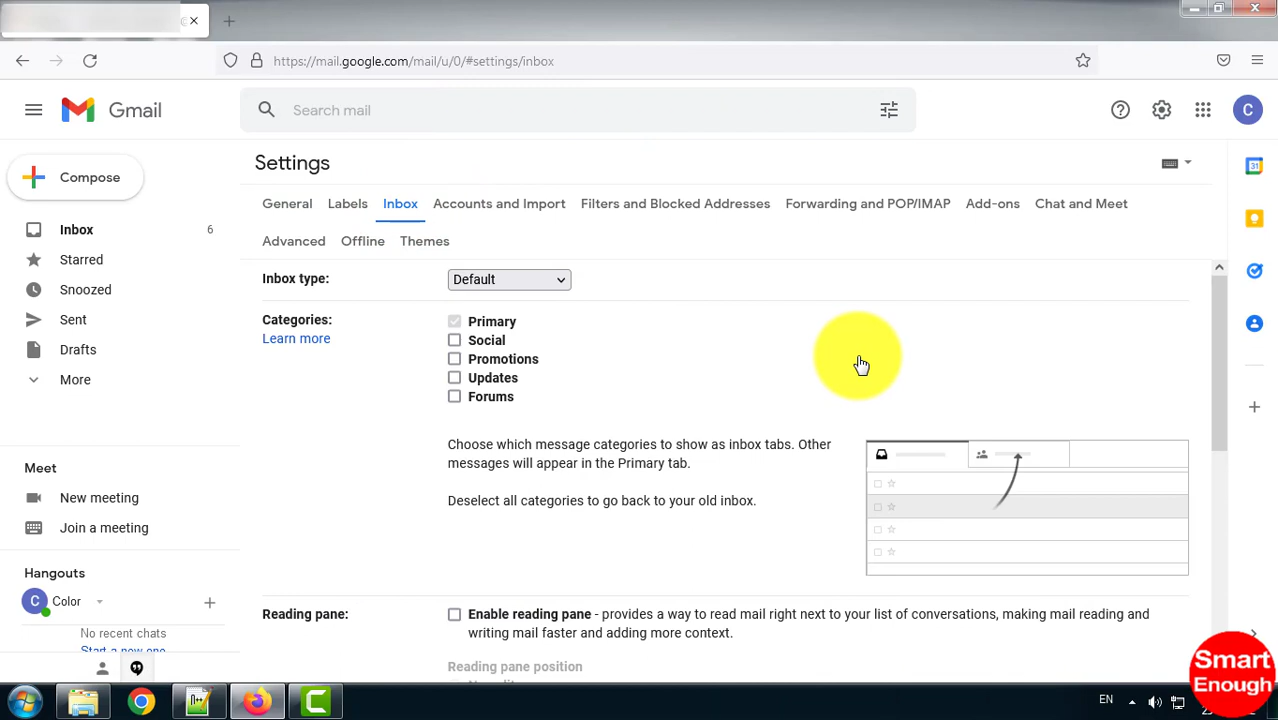 https://mail.google.com/mail/u/0/#settings/inbox
Gmail
Search mail
C
Compose
Inbox 6
Starred
Snoozed
Sent
Drafts
More
Meet
New meeting
Join a meeting
Hangouts
C Color
No recent chats
Start a new one
Settings
General Labels Inbox Accounts and Import Filters and Blocked Addresses Forwarding and POP/IMAP Add-ons Chat and Meet
Advanced Offline Themes
Inbox type: Default
Categories: Primary
Learn more
Social
Promotions
Updates
Forums
Choose which message categories to show as inbox tabs. Other
messages will appear in the Primary tab.
Deselect all categories to go back to your old inbox.
Reading pane: Enable reading pane - provides a way to read mail right next to your list of conversations, making mail reading and
writing mail faster and adding more context.
Reading pane position
31
Smart
Enough
EN